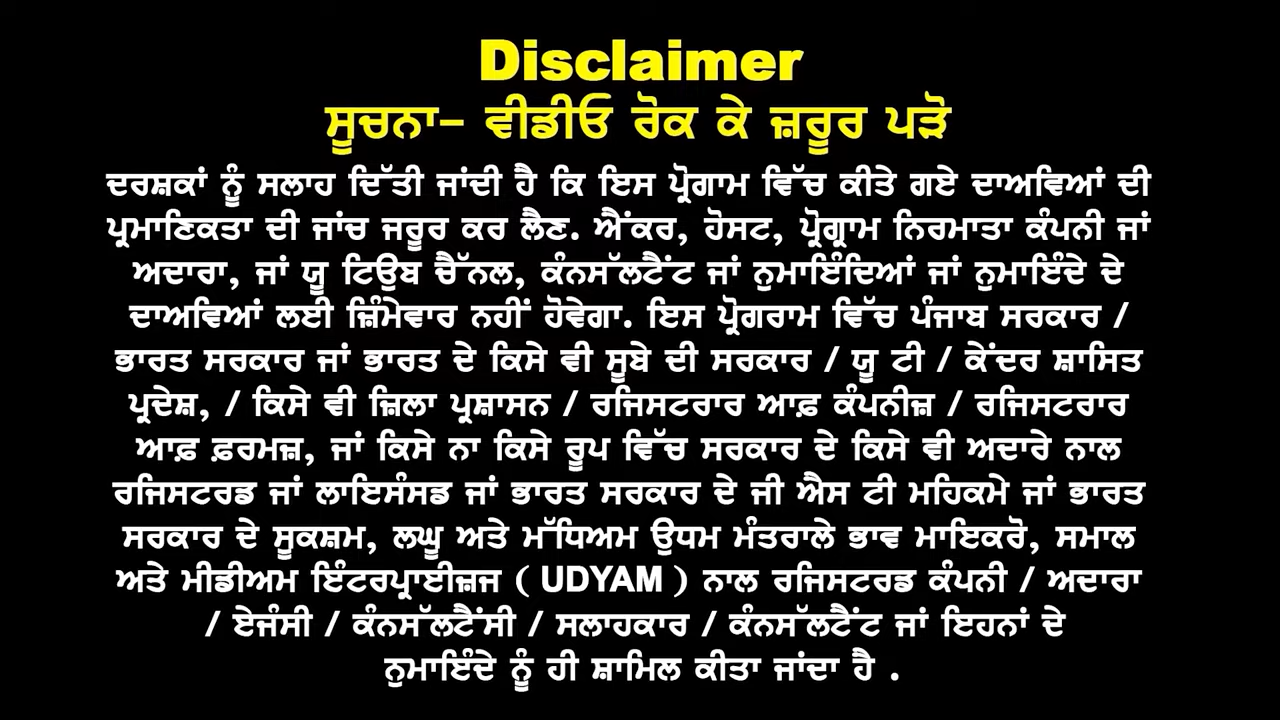 Disclaimer
ਸੂਚਨਾ- ਵੀਡੀਓ ਰੋਕ ਕੇ ਜ਼ਰੂਰ ਪੜੋ
ਦਰਸ਼ਕਾਂ ਨੂੰ ਸਲਾਹ ਦਿੱਤੀ ਜਾਂਦੀ ਹੈ ਕਿ ਇਸ ਪ੍ਰੋਗਾਮ ਵਿੱਚ ਕੀਤੇ ਗਏ ਦਾਅਵਿਆਂ ਦੀ
ਪ੍ਰਮਾਣਿਕਤਾ ਦੀ ਜਾਂਚ ਜਰੂਰ ਕਰ ਲੈਣ. ਐਂਕਰ, ਹੋਸਟ, ਪ੍ਰੋਗ੍ਰਾਮ ਨਿਰਮਾਤਾ ਕੰਪਨੀ ਜਾਂ
ਅਦਾਰਾ, ਜਾਂ ਯੂ ਟਿਊਬ ਚੈੱਨਲ, ਕੰਨਸੱਲਟੈਂਟ ਜਾਂ ਨੁਮਾਇੰਦਿਆਂ ਜਾਂ ਨੁਮਾਇੰਦੇ ਦੇ
ਦਾਅਵਿਆਂ ਲਈ ਜ਼ਿੰਮੇਵਾਰ ਨਹੀਂ ਹੋਵੇਗਾ. ਇਸ ਪ੍ਰੋਗਰਾਮ ਵਿੱਚ ਪੰਜਾਬ ਸਰਕਾਰ /
ਭਾਰਤ ਸਰਕਾਰ ਜਾਂ ਭਾਰਤ ਦੇ ਕਿਸੇ ਵੀ ਸੂਬੇ ਦੀ ਸਰਕਾਰ / ਯੂ ਟੀ / ਕੇਂਦਰ ਸ਼ਾਸਿਤ
ਪ੍ਰਦੇਸ਼, / ਕਿਸੇ ਵੀ ਜ਼ਿਲਾ ਪ੍ਰਸ਼ਾਸਨ / ਰਜਿਸਟਰਾਰ ਆਫ਼ ਕੰਪਨੀਜ਼ / ਰਜਿਸਟਰਾਰ
ਆਫ਼ ਫ਼ਰਮਜ਼, ਜਾਂ ਕਿਸੇ ਨਾ ਕਿਸੇ ਰੂਪ ਵਿੱਚ ਸਰਕਾਰ ਦੇ ਕਿਸੇ ਵੀ ਅਦਾਰੇ ਨਾਲ
ਰਜਿਸਟਰਡ ਜਾਂ ਲਾਇਸੰਸਡ ਜਾਂ ਭਾਰਤ ਸਰਕਾਰ ਦੇ ਜੀ ਐਸ ਟੀ ਮਹਿਕਮੇ ਜਾਂ ਭਾਰਤ
ਸਰਕਾਰ ਦੇ ਸੂਕਸ਼ਮ, ਲਘੂ ਅਤੇ ਮੱਧਿਅਮ ਉਧਮ ਮੰਤਰਾਲੇ ਭਾਵ ਮਾਇਕਰੋ, ਸਮਾਲ
ਅਤੇ ਮੀਡੀਅਮ ਇੰਟਰਪ੍ਰਾਈਜ਼ਜ ( UDYAM ) ਨਾਲ ਰਜਿਸਟਰਡ ਕੰਪਨੀ / ਅਦਾਰਾ
/ ਏਜੰਸੀ / ਕੰਨਸੱਲਟੈਂਸੀ / ਸਲਾਹਕਾਰ / ਕੰਨਸੱਲਟੈਂਟ ਜਾਂ ਇਹਨਾਂ ਦੇ
ਨੁਮਾਇੰਦੇ ਨੂੰ ਹੀ ਸ਼ਾਮਿਲ ਕੀਤਾ ਜਾਂਦਾ ਹੈ .